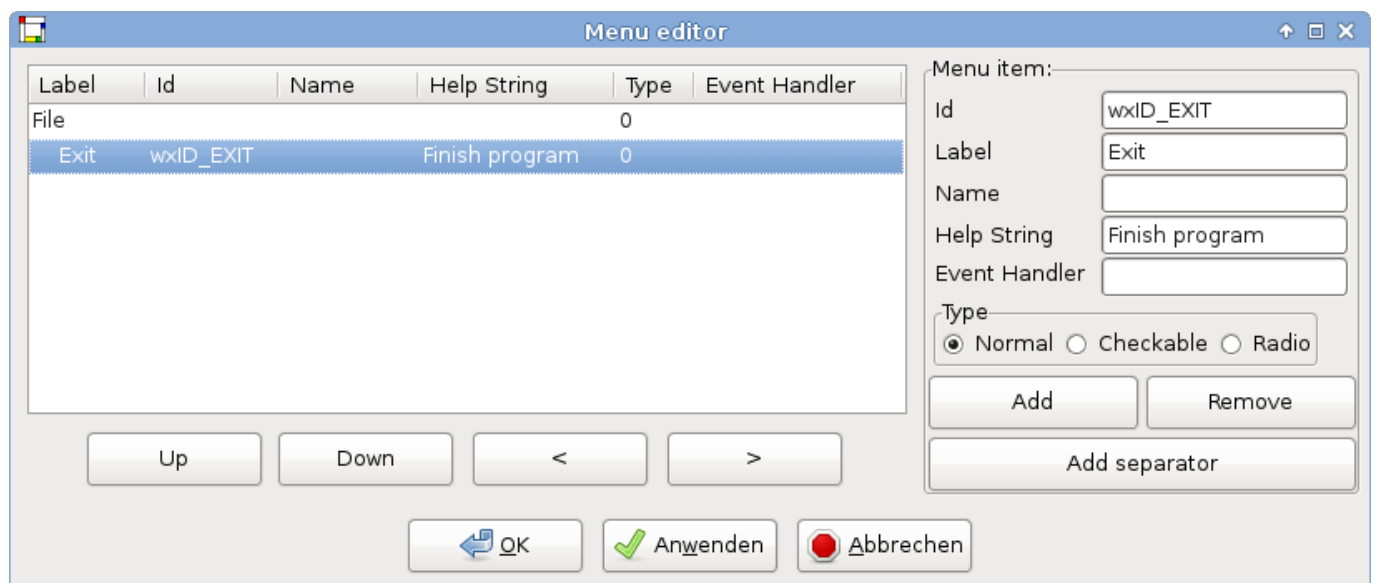 Menu editor
Label Id Name Help String Type Event Handler
File 0
Exit wxID_EXIT Finish program 0
Up Down < >
Menu item:
Id wxID_EXIT
Label Exit
Name
Help String Finish program
Event Handler
Type
Normal Checkable Radio
Add Remove
Add separator
OK Anwenden Abbrechen